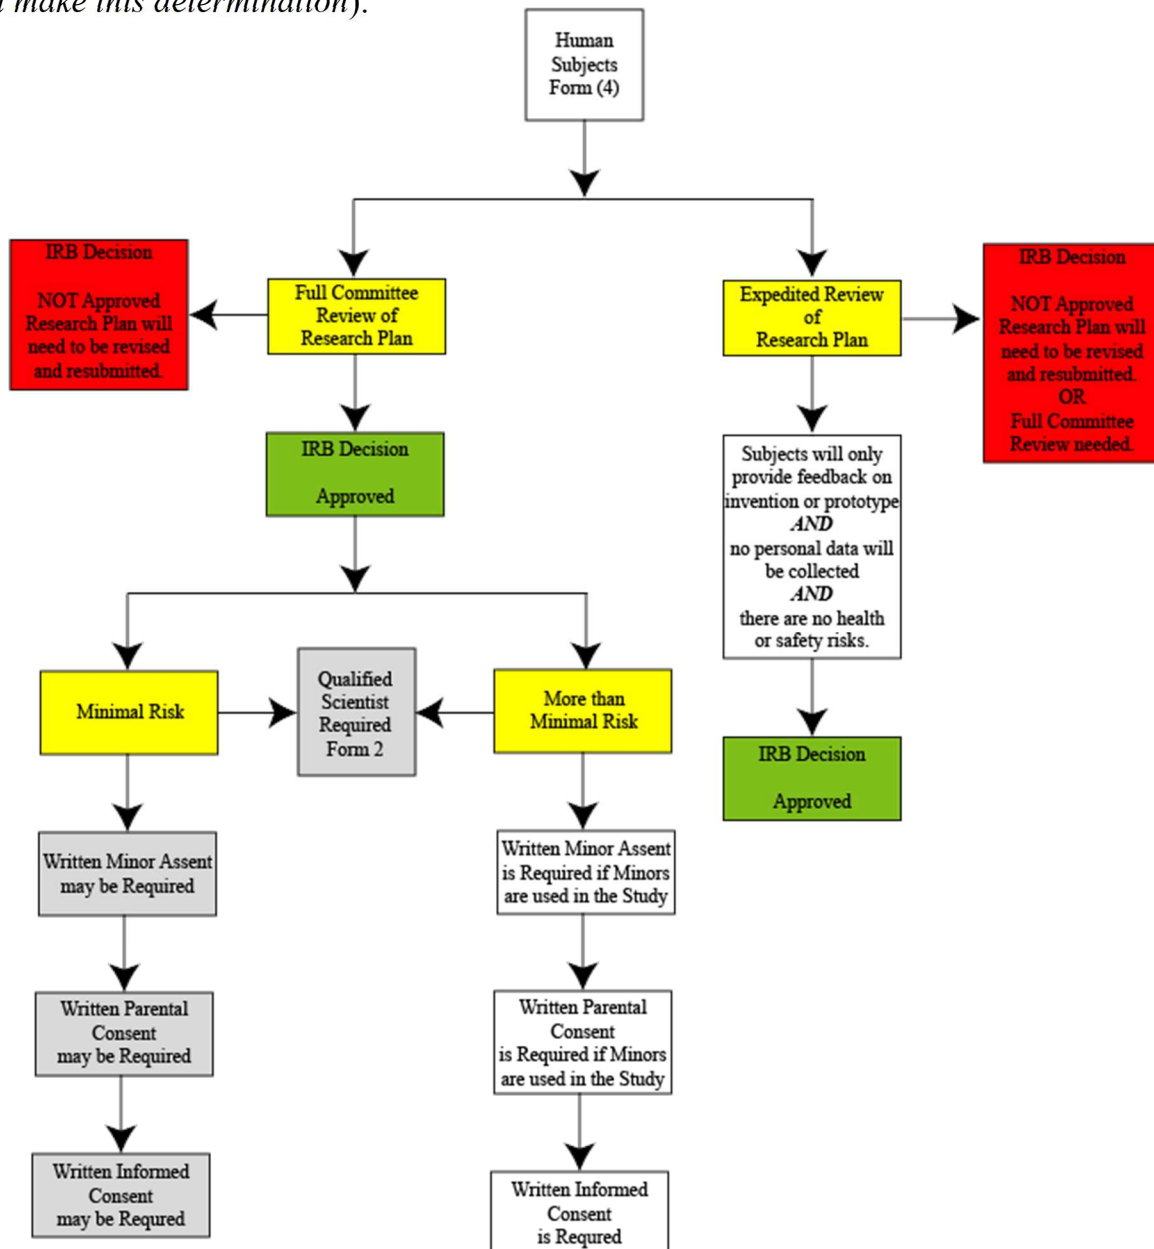 make this determination).
Human
Subjects
Form (4)
IRB Decision
NOT Approved
Research Plan will
need to be revised
and resubmitted.
Full Committee
Review of
Research Plan
Expedited Review
of
Research Plan
IRB Decision
NOT Approved
Research Plan will
need to be revised
and resubmitted.
OR
Full Committee
Review needed.
IRB Decision
Approved
Subjects will only
provide feedback on
invention or prototype
AND
no personal data will
be collected
AND
there are no health
or safety risks.
Minimal Risk
Qualified
Scientist
Required
Form 2
More than
Minimal Risk
IRB Decision
Approved
Written Minor Assent
may be Required
Written Minor Assent
is Required if Minors
are used in the Study
Written Parental
Consent
may be Required
Written Parental
Consent
is Required if Minors
are used in the Study
Written Informed
Consent
may be Requred
Written Informed
Consent
is Requred